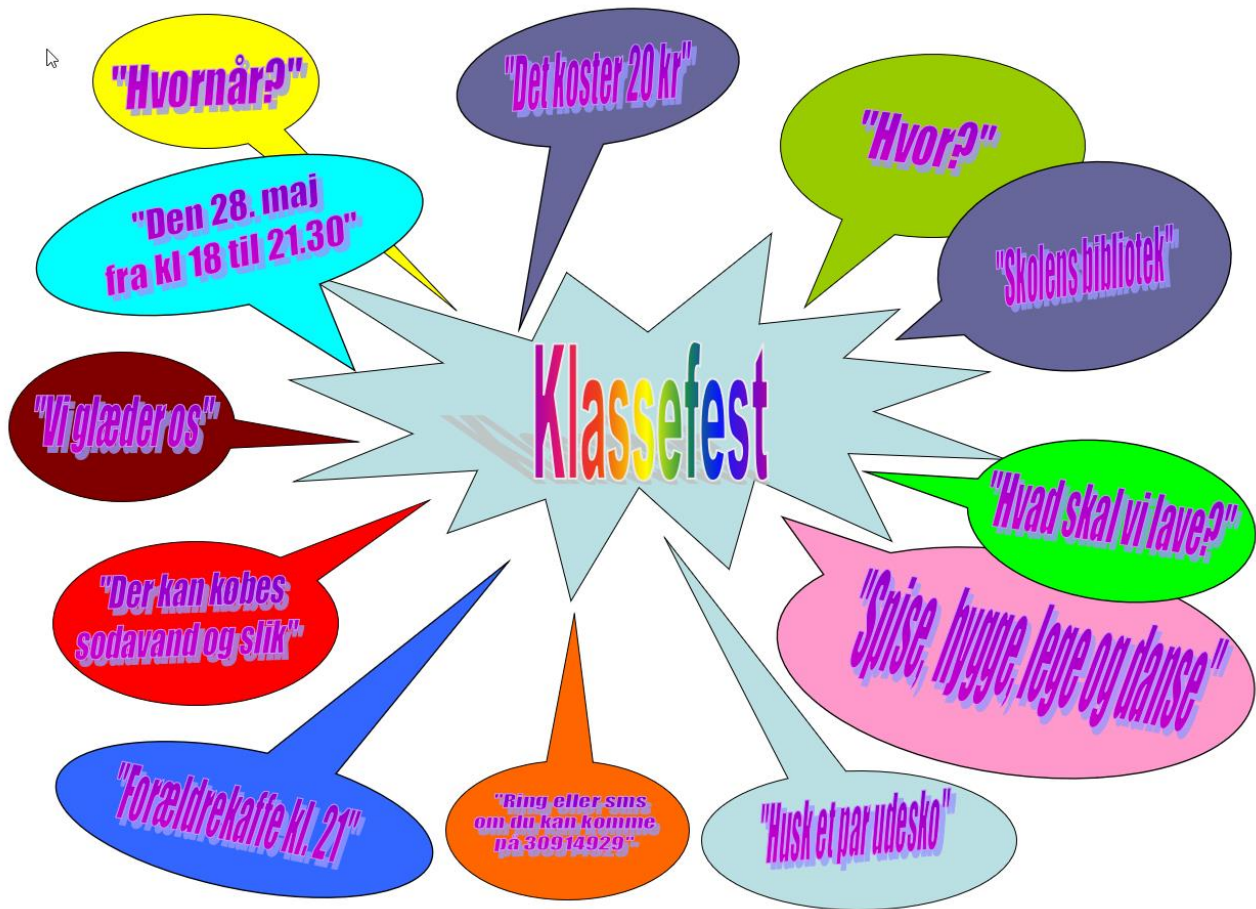 "Hvornår?"
"Det koster 20 kr"
"Hvor?"
"Den 28. maj
fra kl 18 til 21.30"
"Skolens bibliotek"
Klassefest
"Vi glæder os"
"Hvad skal vi lave?"
"Der kan købes
sodavand og slik"
"Spise, hygge, lege og danse"
"Forældrekaffe kl. 21"
"Ring eller sms
om du kan komme
på 30914929"
"Husk et par udesko"